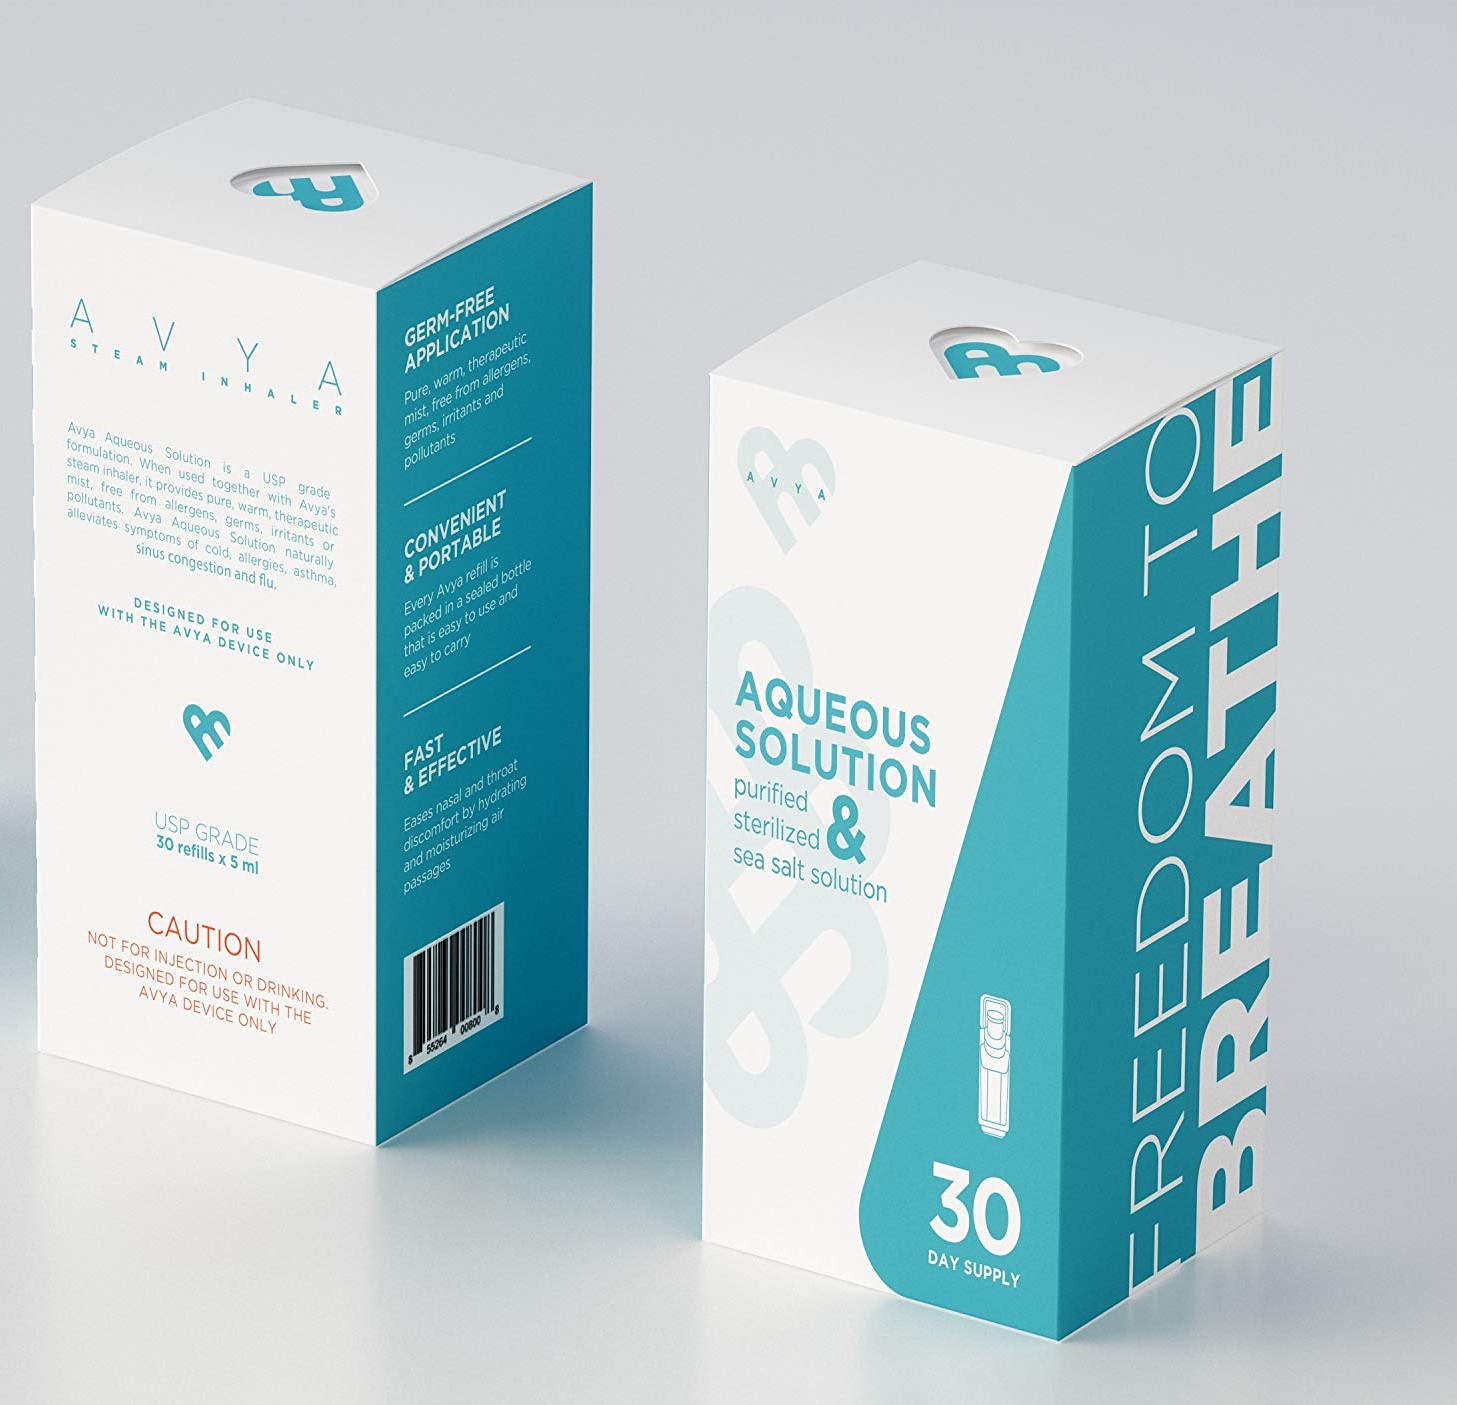 A V Y A
STEAM INHALER
Avya Aqueous Solution is a USP grade
formulation. When used together with Avya's
steam inhaler, it provides pure, warm, therapeutic
mist, free from allergens, germs, irritants or
pollutants. Avya Aqueous Solution naturally
alleviates symptoms of cold, allergies, asthma,
sinus congestion and flu.
DESIGNED FOR USE
WITH THE AVYA DEVICE ONLY
USP GRADE
30 refills x 5 ml
CAUTION
NOT FOR INJECTION OR DRINKING.
DESIGNED FOR USE WITH THE
AVYA DEVICE ONLY
GERM-FREE
APPLICATION
Pure, warm, therapeutic
mist, free from allergens,
germs, irritants and
pollutants
CONVENIENT
& PORTABLE
Every Avya refill is
packed in a sealed bottle
that is easy to use and
easy to carry
FAST
& EFFECTIVE
Eases nasal and throat
discomfort by hydrating
and moisturizing air
passages
8 55264 00800 8
AVYA
AQUEOUS
SOLUTION
purified
sterilized &
sea salt solution
30
DAY SUPPLY
FREEDOM TO
BREATHE